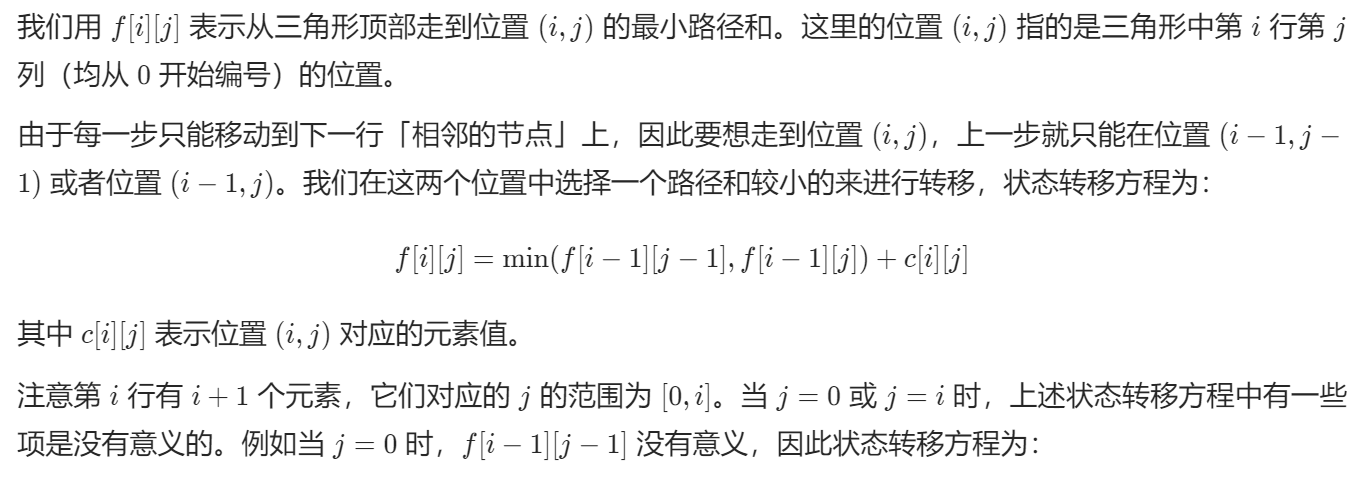 我们用 f[i][j] 表示从三角形顶部走到位置 (i, j) 的最小路径和。这里的位置 (i, j) 指的是三角形中第 i 行第 j
列（均从 0 开始编号）的位置。
由于每一步只能移动到下一行「相邻的节点」上，因此要想走到位置 (i, j)，上一步就只能在位置 (i − 1, j −
1) 或者位置 (i − 1, j)。我们在这两个位置中选择一个路径和较小的来进行转移，状态转移方程为：
f[i][j] = min(f[i − 1][j − 1], f[i − 1][j]) + c[i][j]
其中 c[i][j] 表示位置 (i, j) 对应的元素值。
注意第 i 行有 i + 1 个元素，它们对应的 j 的范围为 [0, i]。当 j = 0 或 j = i 时，上述状态转移方程中有一些
项是没有意义的。例如当 j = 0 时，f[i − 1][j − 1] 没有意义，因此状态转移方程为：